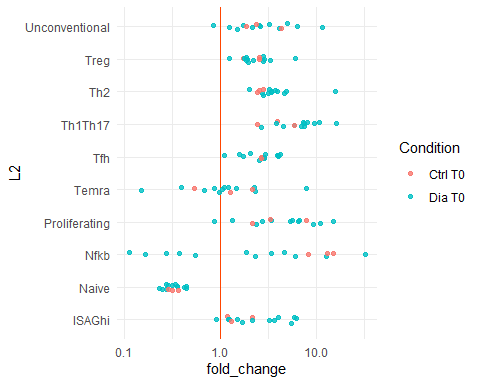 L2
Unconventional
Treg
Th2
Th1Th17
Tfh
Temra
Proliferating
Nfkb
Naive
ISAGhi
0.1
1.0
10.0
fold_change
Condition
Ctrl T0
Dia T0